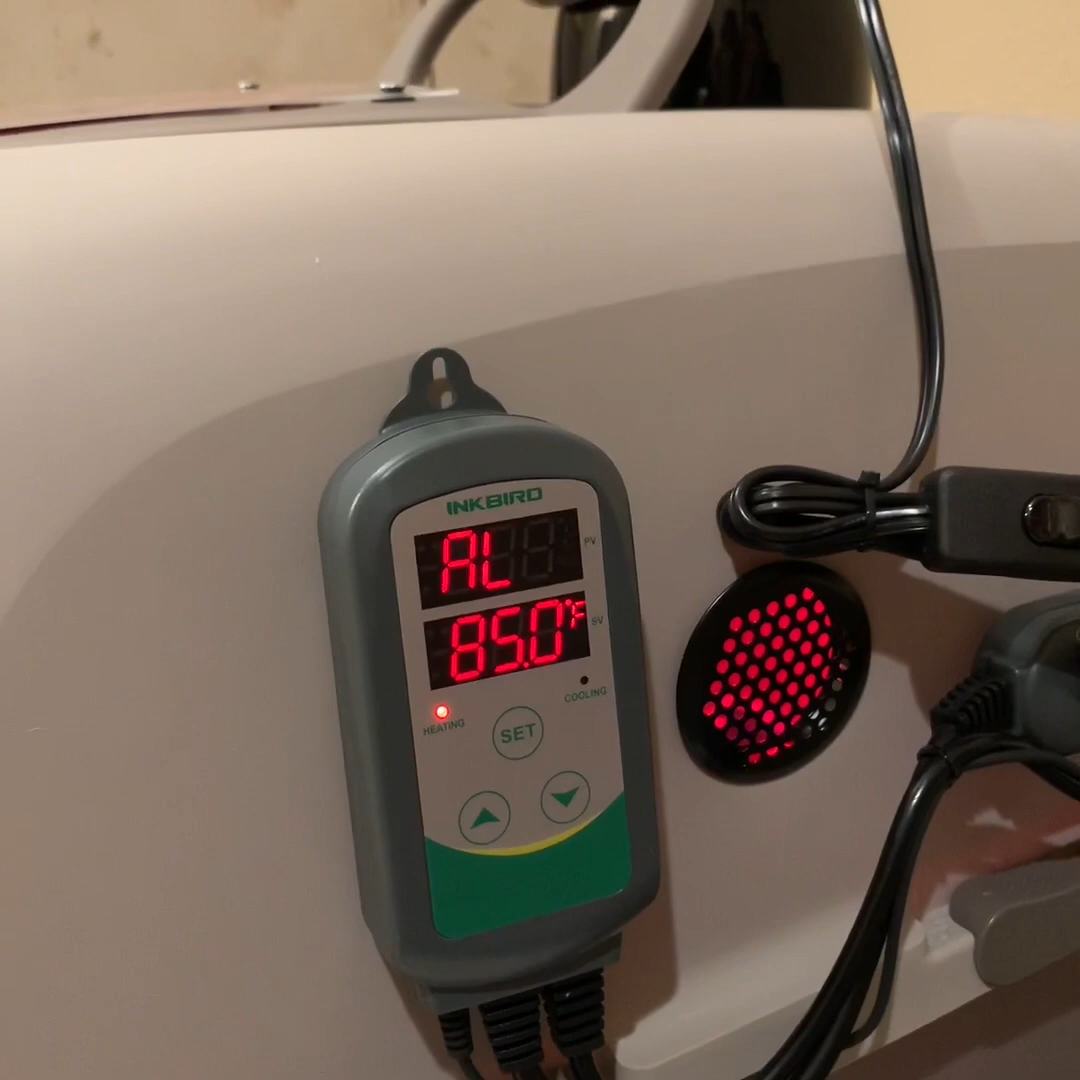 INKBIRD
AL
PV
85.0°F
SV
COOLING
HEATING
SET